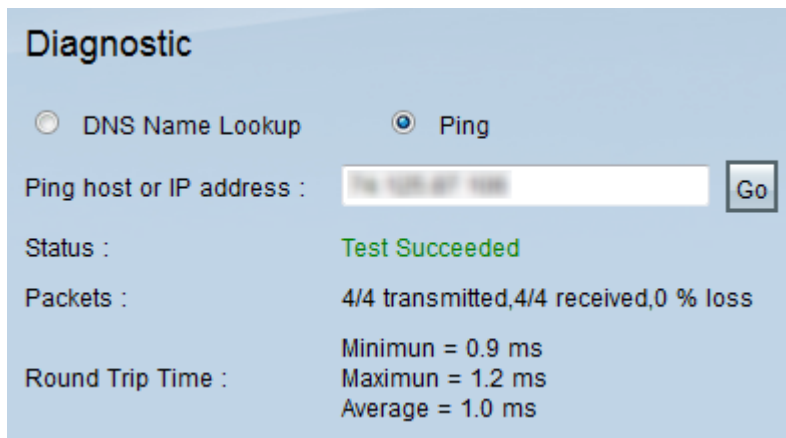 Diagnostic
DNS Name Lookup
Ping
Ping host or IP address :
Go
Status :
Test Succeeded
Packets :
4/4 transmitted,4/4 received,0 % loss
Round Trip Time :
Minimun = 0.9 ms
Maximun = 1.2 ms
Average = 1.0 ms